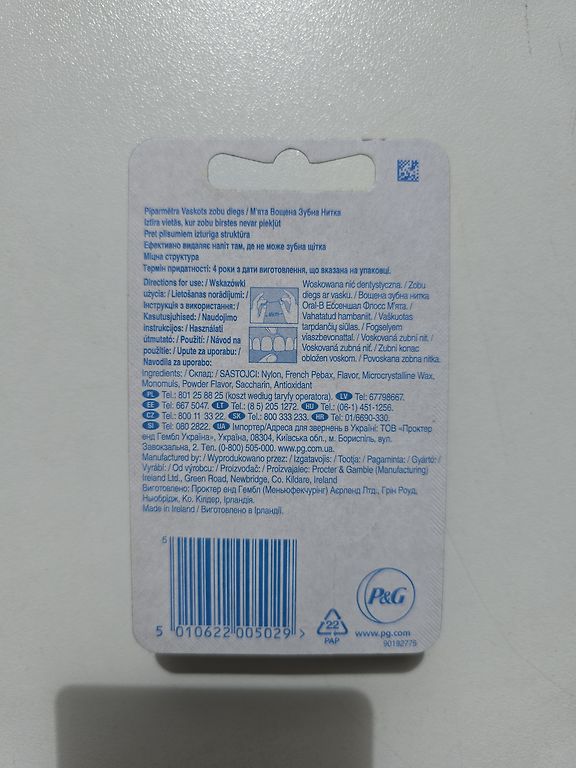 Piparmētra Vaskots zobu diegs / М'ята Вощена Зубна Нитка
Iztīra vietās, kur zobu birstes nevar piekļūt
Pret plīsumiem izturīga struktūra
Ефективно видаляє наліт там, де не може зубна щітка
Міцна структура
Термін придатності: 4 роки з дати виготовлення, що вказана на упаковці.
Directions for use: / Wskazówki
użycia: / Lietošanas norādījumi: /
Інструкція з використання: /
Kasutusjuhised: / Naudojimo
instrukcijos: / Használati
útmutató: / Použití: / Návod na
použitie: / Upute za uporabu: /
Navodila za uporabo:
Woskowana nić dentystyczna. / Zobu
diegs ar vasku. / Вощена зубна нитка
Oral-B Ессеншал Флосс М'ята. /
Vahatatud hambaniit. / Vaškuotas
tarpdančių siūlas. / Fogselyem
viaszbevonattal. / Voskovaná zubní nit. /
Voskovaná zubná niť. / Zubni konac
obložen voskom. / Povoskana zobna nitka.
Ingredients: / Склад: / SASTOJCI: Nylon, French Pebax, Flavor, Microcrystalline Wax,
Monomuls, Powder Flavor, Saccharin, Antioxidant
PL Tel.: 801 25 88 25 (koszt według taryfy operatora). LV Tel.: 67798667.
EE Tel: 667 5047. LT Tel.: (8 5) 205 1272. HU Tel.: (06-1) 451-1256.
CZ Tel.: 800 11 33 22. SK Tel.: 800 333 233. HR Tel.: 01/6690-330.
SI Tel.: 080 2822. UA Імпортер/Адреса для звернень в Україні: ТОВ «Проктер
енд Гембл Україна», Україна, 08304, Київська обл., м. Бориспіль, вул.
Завокзальна, 2. Тел. (0-800) 505-000. www.pg.com.ua
Manufactured by: / Wyprodukowano przez: / Izgatavojis: / Tootja: / Pagaminta: / Gyártó: /
Vyrábí: / Od výrobcu: / Proizvođač: / Proizvajalec: Procter & Gamble (Manufacturing)
Ireland Ltd., Green Road, Newbridge, Co. Kildare, Ireland
Виготовлено: Проктер енд Гембл (Меньюфекчурінг) Аєрленд Лтд., Грін Роуд,
Ньюбрідж, Ко. Кілдер, Ірландія.
Made in Ireland / Виготовлено в Ірландії.
5
5 010622 005029 >
22
PAP
P&G
www.pg.com
90192775